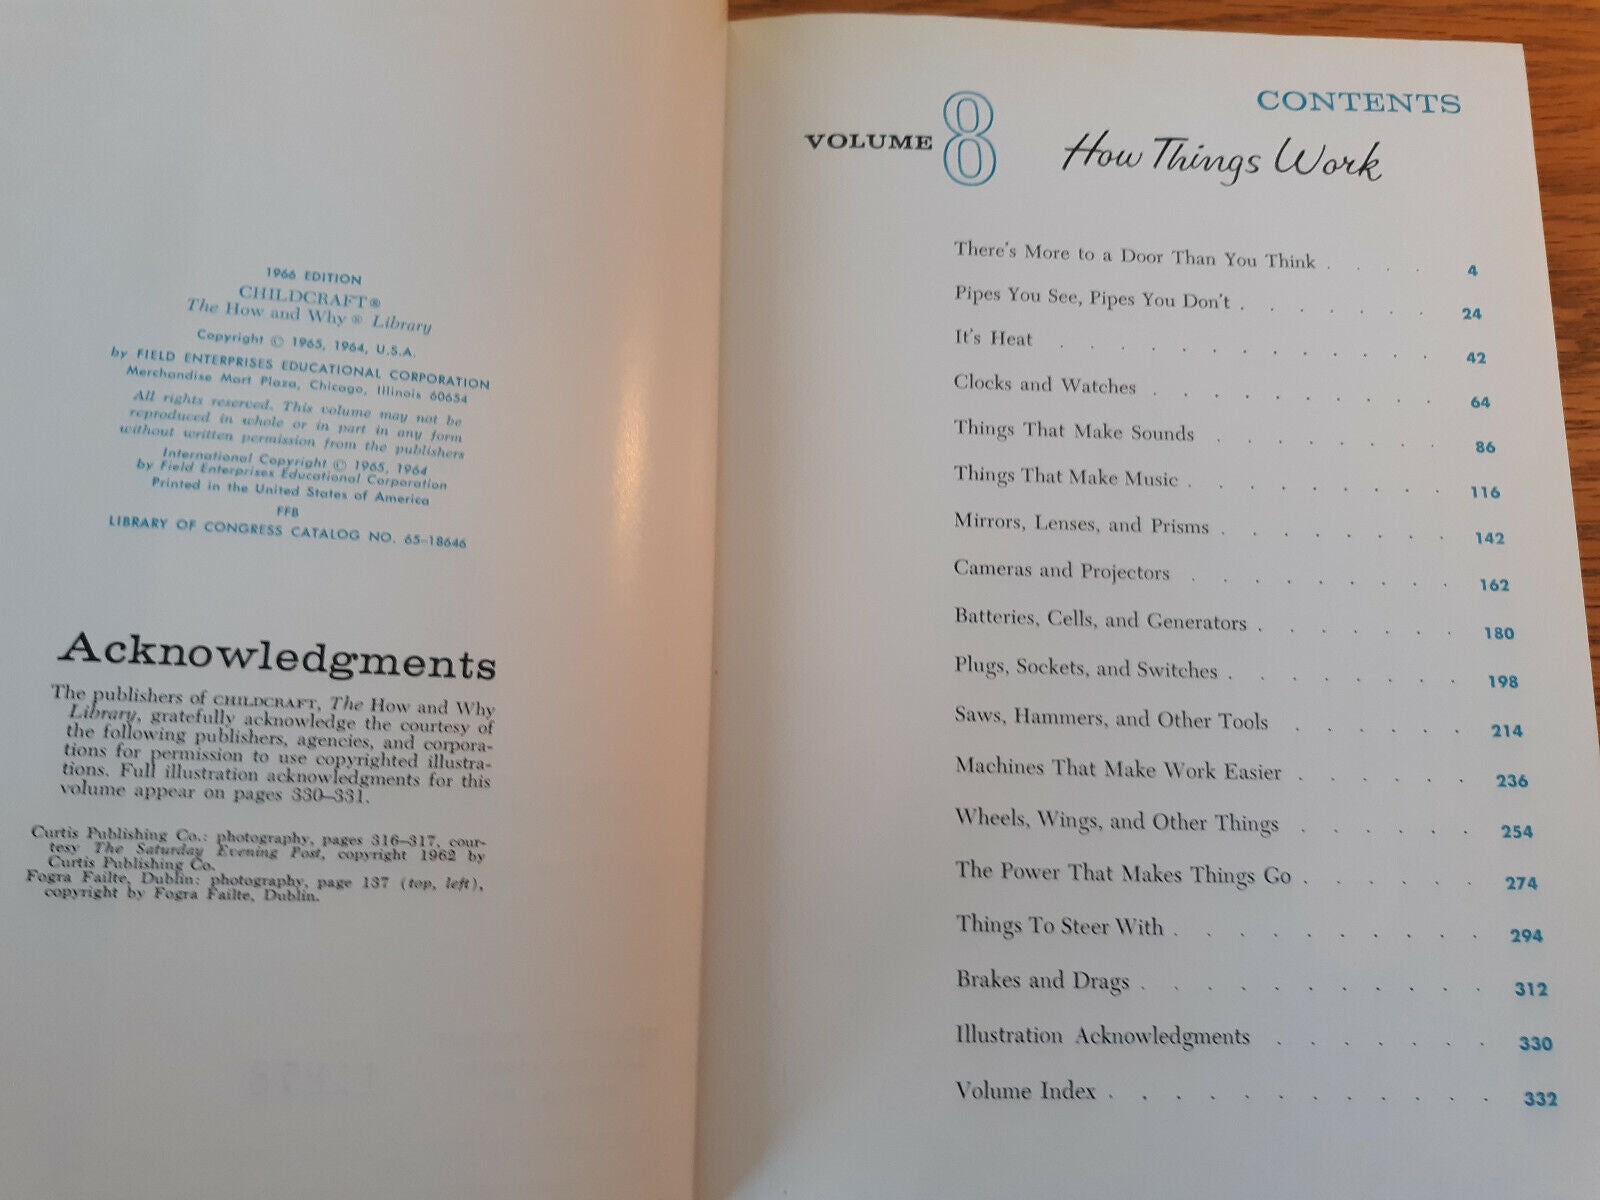 1966 EDITION
CHILDCRAFT®
The How and Why ® Library
Copyright © 1965, 1964, U.S.A.
by FIELD ENTERPRISES EDUCATIONAL CORPORATION
Merchandise Mart Plaza, Chicago, Illinois 60654
All rights reserved. This volume may not be
reproduced in whole or in part in any form
without written permission from the publishers
International Copyright © 1965, 1964
by Field Enterprises Educational Corporation
Printed in the United States of America
FFB
LIBRARY OF CONGRESS CATALOG NO. 65-18646
Acknowledgments
The publishers of CHILDCRAFT, The How and Why
Library, gratefully acknowledge the courtesy of
the following publishers, agencies, and corpora-
tions for permission to use copyrighted illustra-
tions. Full illustration acknowledgments for this
volume appear on pages 330–331.
Curtis Publishing Co.: photography, pages 316–317, cour-
tesy The Saturday Evening Post, copyright 1962 by
Curtis Publishing Co.
Fogra Failte, Dublin: photography, page 137 (top, left),
copyright by Fogra Failte, Dublin.
CONTENTS
VOLUME 8 How Things Work
There's More to a Door Than You Think . . . . 4
Pipes You See, Pipes You Don't . . . . . . . 24
It's Heat . . . . . . . . . . . 42
Clocks and Watches . . . . . . . . . . 64
Things That Make Sounds . . . . . . . . 86
Things That Make Music . . . . . . . . . 116
Mirrors, Lenses, and Prisms . . . . . . . . 142
Cameras and Projectors . . . . . . . . . 162
Batteries, Cells, and Generators . . . . . . . 180
Plugs, Sockets, and Switches . . . . . . . . 198
Saws, Hammers, and Other Tools . . . . . . 214
Machines That Make Work Easier . . . . . . 236
Wheels, Wings, and Other Things . . . . . . 254
The Power That Makes Things Go . . . . . . 274
Things To Steer With . . . . . . . . . . 294
Brakes and Drags . . . . . . . . . . . 312
Illustration Acknowledgments . . . . . . . 330
Volume Index . . . . . . . . . . . . 332